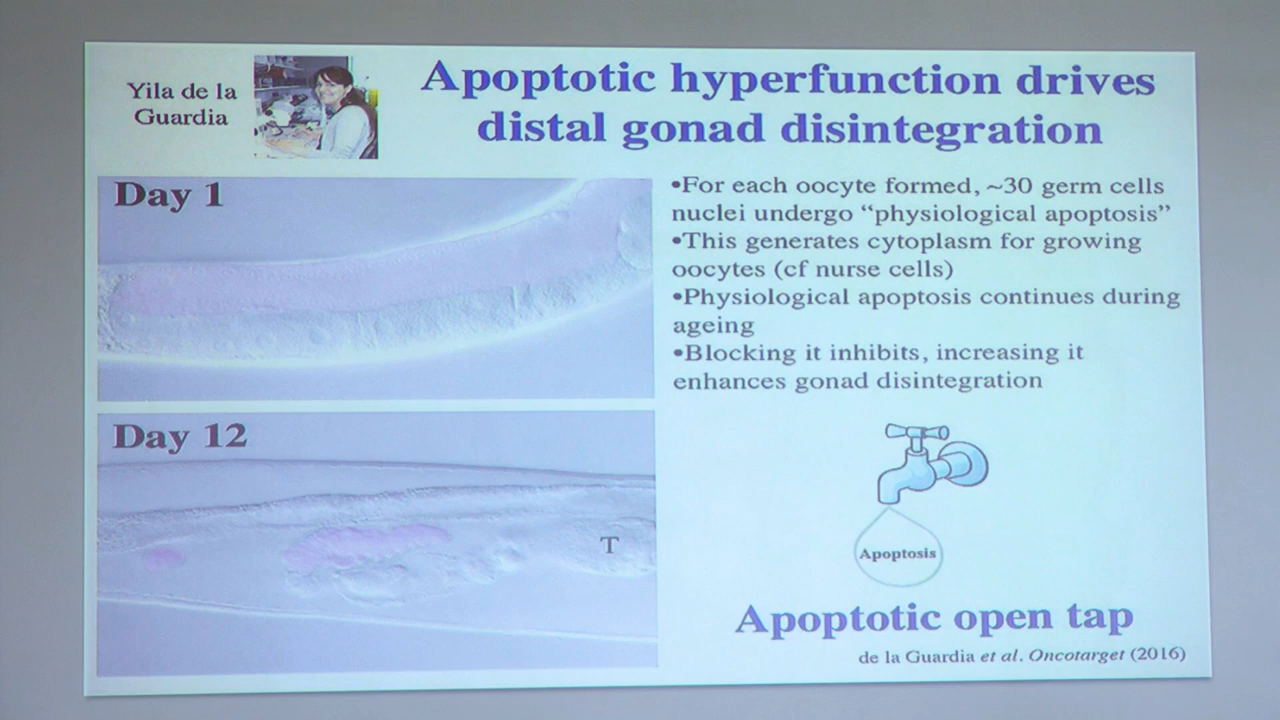 Yila de la
Guardia
Apoptotic hyperfunction drives
distal gonad disintegration
Day 1
•For each oocyte formed, ~30 germ cells
nuclei undergo “physiological apoptosis”
•This generates cytoplasm for growing
oocytes (cf nurse cells)
•Physiological apoptosis continues during
ageing
•Blocking it inhibits, increasing it
enhances gonad disintegration
Day 12
T
Apoptosis
Apoptotic open tap
de la Guardia et al. Oncotarget (2016)